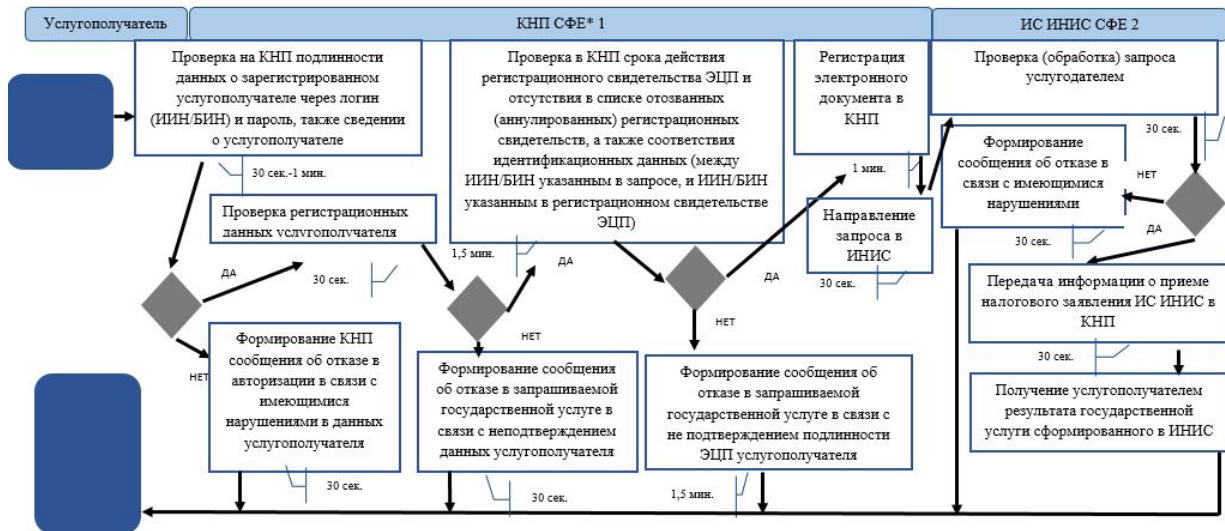 Услугополучатель
КНП СФЕ* 1
ИС ИНИС СФЕ 2
Проверка на КНП подлинности
данных о зарегистрированном
услугополучателе через логин
(ИИН/БИН) и пароль, также сведении
о услугополучателе
30 сек.-1 мин.
Проверка регистрационных
данных услугополучателя
30 сек.
ДА
НЕТ
Формирование КНП
сообщения об отказе в
авторизации в связи с
имеющимися
нарушениями в данных
услугополучателя
30 сек.
Проверка в КНП срока действия
регистрационного свидетельства ЭЦП и
отсутствия в списке отозванных
(аннулированных) регистрационных
свидетельств, а также соответствия
идентификационных данных (между
ИИН/БИН указанным в запросе, и ИИН/БИН
указанным в регистрационном свидетельстве
ЭЦП)
1,5 мин.
ДА
НЕТ
Формирование сообщения
об отказе в запрашиваемой
государственной услуге в
связи с неподтверждением
данных услугополучателя
30 сек.
ДА
НЕТ
Формирование сообщения об
отказе в запрашиваемой
государственной услуге в связи с
не подтверждением подлинности
ЭЦП услугополучателя
1,5 мин.
Регистрация
электронного
документа в
КНП
1 мин.
Направление
запроса в
ИНИС
30 сек.
Проверка (обработка) запроса
услугодателем
30 сек.
Формирование
сообщения об отказе в
связи с имеющимися
нарушениями
НЕТ
ДА
30 сек.
Передача информации о приеме
налогового заявления ИС ИНИС в
КНП
30 сек.
Получение услугополучателем
результата государственной
услуги сформированного в ИНИС